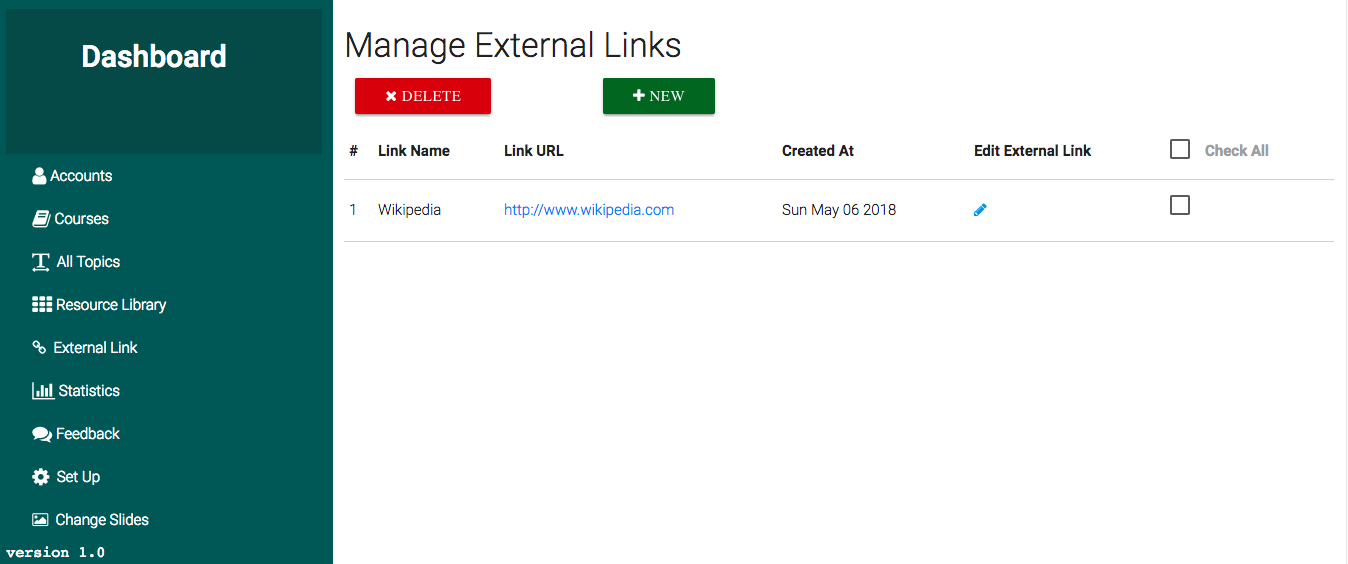 Dashboard
Accounts
Courses
All Topics
Resource Library
External Link
Statistics
Feedback
Set Up
Change Slides
version 1.0
Manage External Links
DELETE NEW
# Link Name Link URL Created At Edit External Link Check All
1 Wikipedia http://www.wikipedia.com Sun May 06 2018